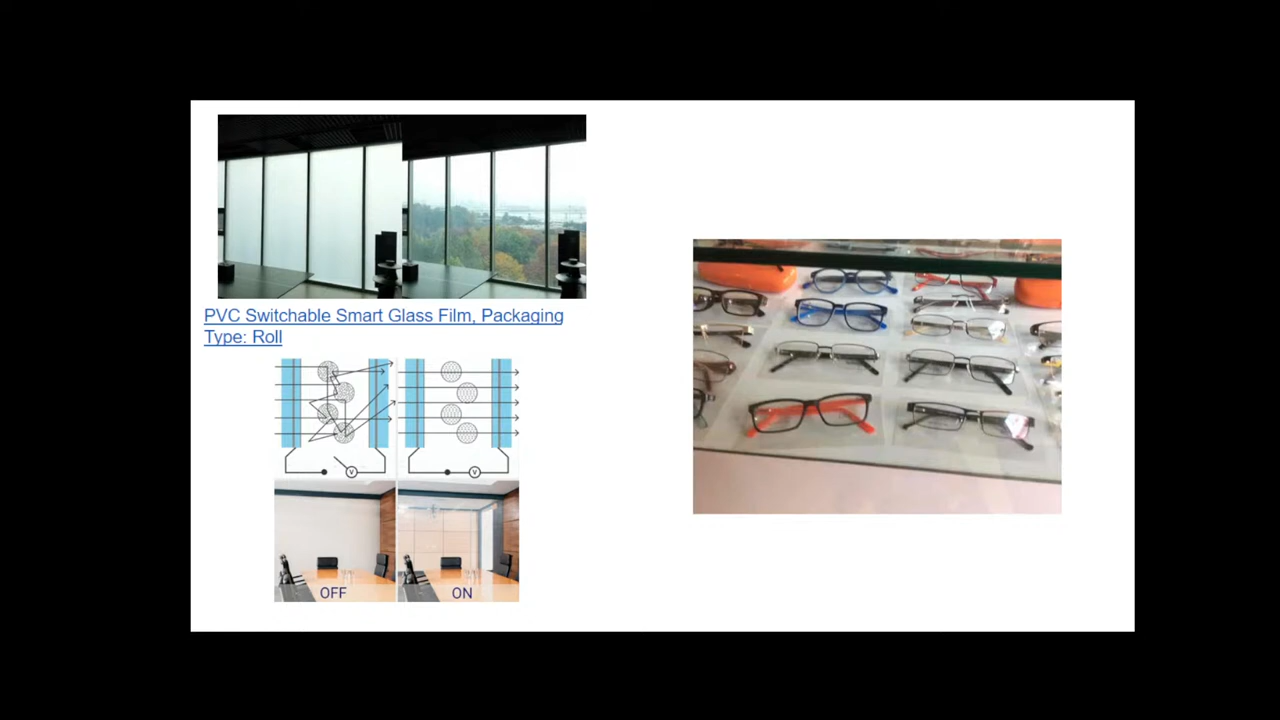 PVC Switchable Smart Glass Film, Packaging
Type: Roll
V
V
OFF
ON